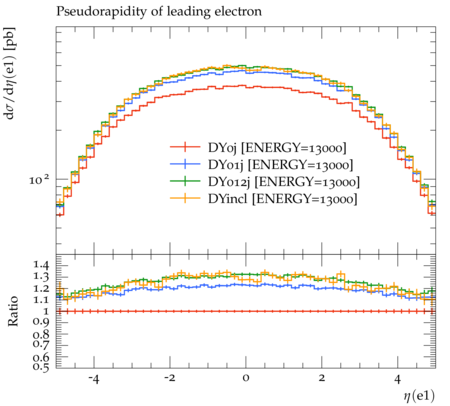 Pseudorapidity of leading electron
dσ/dη(e1) [pb]
DY0j [ENERGY=13000]
DY01j [ENERGY=13000]
DY012j [ENERGY=13000]
DYincl [ENERGY=13000]
10²
Ratio
1.4
1.3
1.2
1.1
1
0.9
0.8
0.7
0.6
0.5
-4 -2 0 2 4
η(e1)